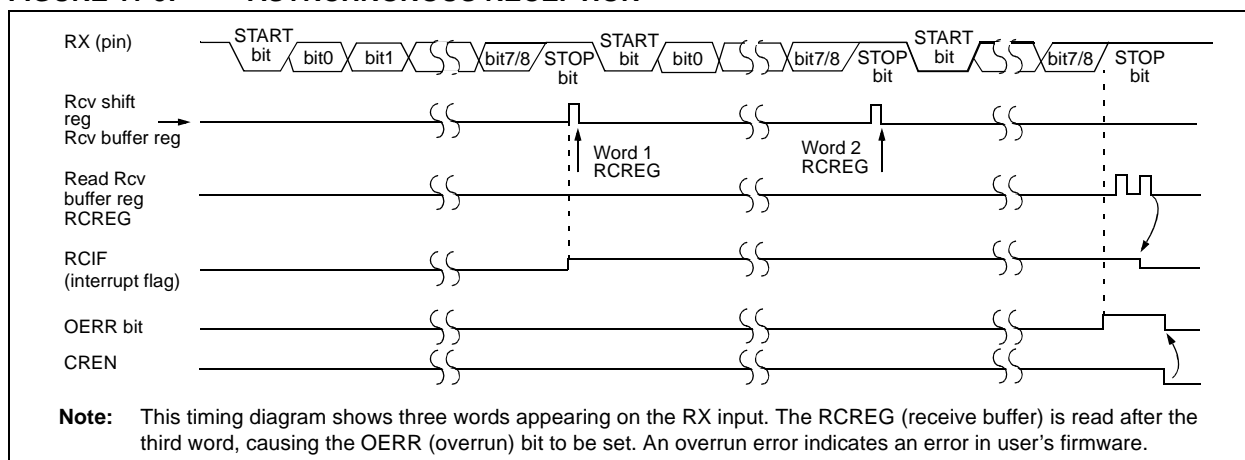 ASYNCHRONOUS RECEPTION
RX (pin)
START
bit
bit0
bit1
bit7/8
STOP
bit
START
bit
bit0
bit7/8
STOP
bit
START
bit
bit7/8
STOP
bit
Rcv shift
reg
Rcv buffer reg
Word 1
RCREG
Word 2
RCREG
Read Rcv
buffer reg
RCREG
RCIF
(interrupt flag)
OERR bit
CREN
Note: This timing diagram shows three words appearing on the RX input. The RCREG (receive buffer) is read after the
third word, causing the OERR (overrun) bit to be set. An overrun error indicates an error in user's firmware.